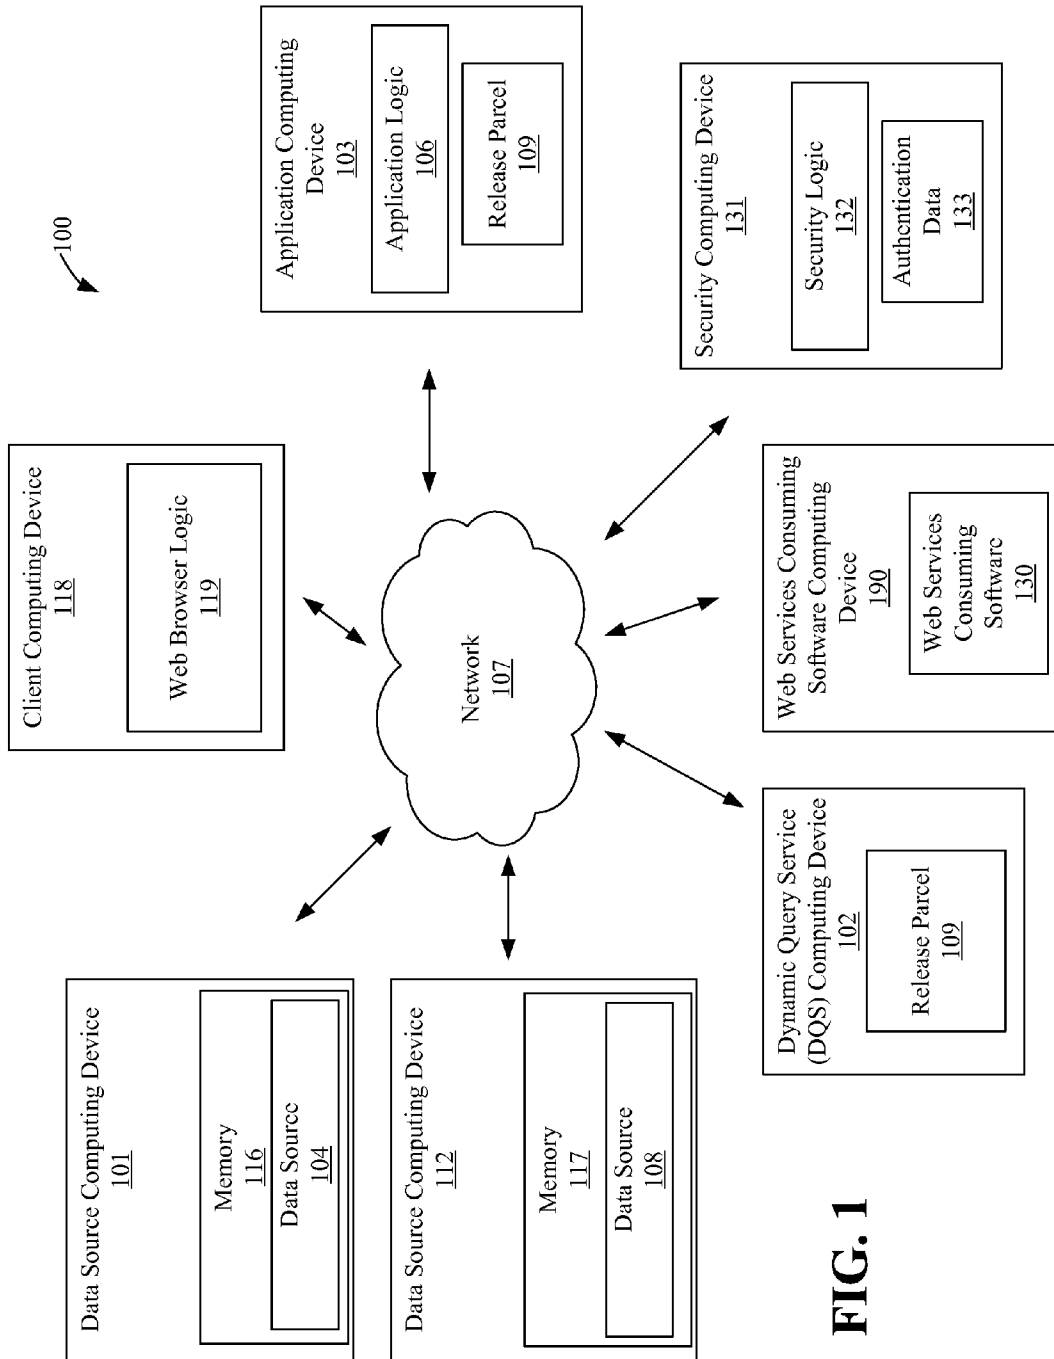 100
Data Source Computing Device
101
Memory
116
Data Source
104
Client Computing Device
118
Web Browser Logic
119
Application Computing
Device
103
Application Logic
106
Release Parcel
109
Data Source Computing Device
112
Memory
117
Data Source
108
Network
107
Security Computing Device
131
Security Logic
132
Authentication
Data
133
Dynamic Query Service
(DQS) Computing Device
102
Release Parcel
109
Web Services Consuming
Software Computing
Device
190
Web Services
Consuming
Software
130
FIG. 1